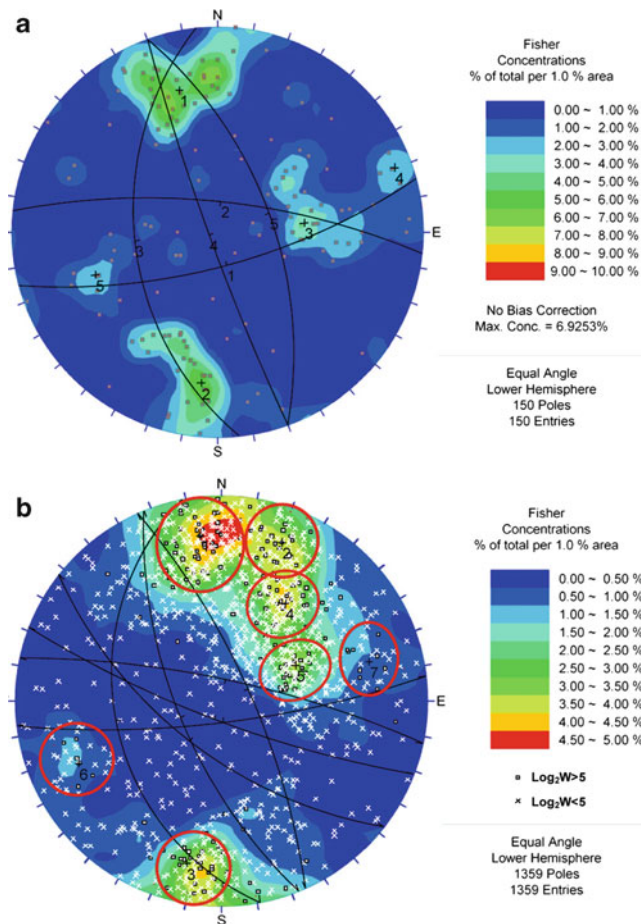 a
N
Fisher
Concentrations
% of total per 1.0 % area
0.00 ~ 1.00 %
1.00 ~ 2.00 %
2.00 ~ 3.00 %
3.00 ~ 4.00 %
4.00 ~ 5.00 %
5.00 ~ 6.00 %
6.00 ~ 7.00 %
7.00 ~ 8.00 %
8.00 ~ 9.00 %
9.00 ~ 10.00 %
No Bias Correction
Max. Conc. = 6.9253%
Equal Angle
Lower Hemisphere
150 Poles
150 Entries
1
4
2
5
3
E
3
4
1
5
2
S
b
N
Fisher
Concentrations
% of total per 1.0 % area
0.00 ~ 0.50 %
0.50 ~ 1.00 %
1.00 ~ 1.50 %
1.50 ~ 2.00 %
2.00 ~ 2.50 %
2.50 ~ 3.00 %
3.00 ~ 3.50 %
3.50 ~ 4.00 %
4.00 ~ 4.50 %
4.50 ~ 5.00 %
Log₂W>5
Log₂W<5
Equal Angle
Lower Hemisphere
1359 Poles
1359 Entries
2
4
5
7
E
6
3
S